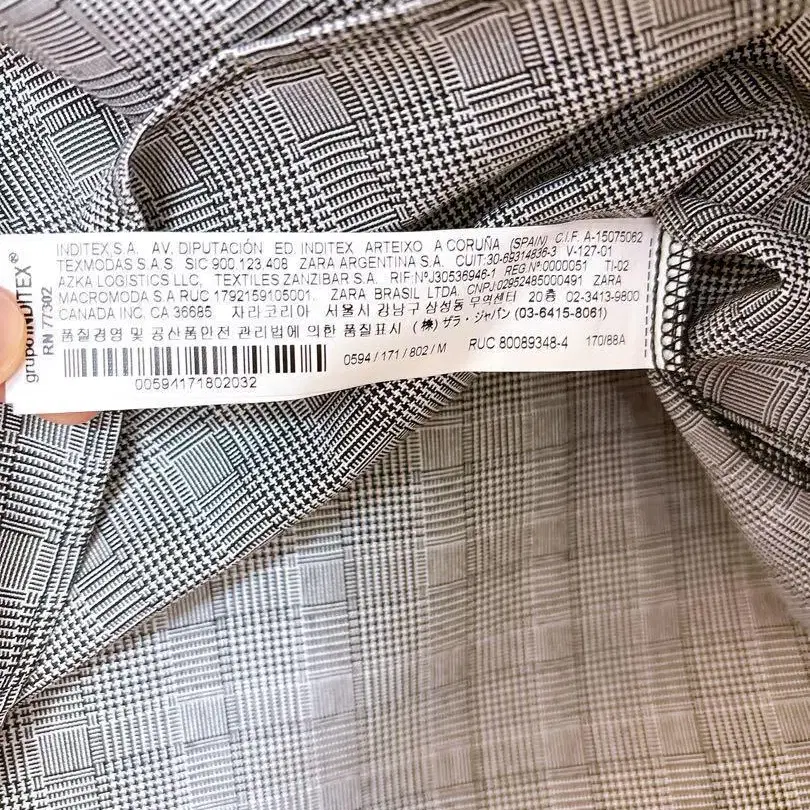 grupo INDITEX®
RN 77302
INDITEX S.A. AV. DIPUTACIÓN ED. INDITEX ARTEIXO A CORUÑA (SPAIN) C.I.F. A-15075062
TEXMODAS S.A.S. SIC 900.123.408 ZARA ARGENTINA S.A. CUIT:30-69314836-3 V-127-01
AZKA LOGISTICS LLC, TEXTILES ZANZIBAR S.A. RIF:NºJ30536946-1 REG.Nº:0000051 TI-02
MACROMODA S.A RUC 1792159105001. ZARA BRASIL LTDA. CNPJ:02952485000491 ZARA
CANADA INC. CA 36685 자라코리아 서울시 강남구 삼성동 무역센터 20층 02-3413-9800
품질경영 및 공산품안전 관리법에 의한 품질표시 (株) ザラ・ジャパン (03-6415-8061)
00594171802032
0594 / 171 / 802 / M RUC 80089348-4 170/88A